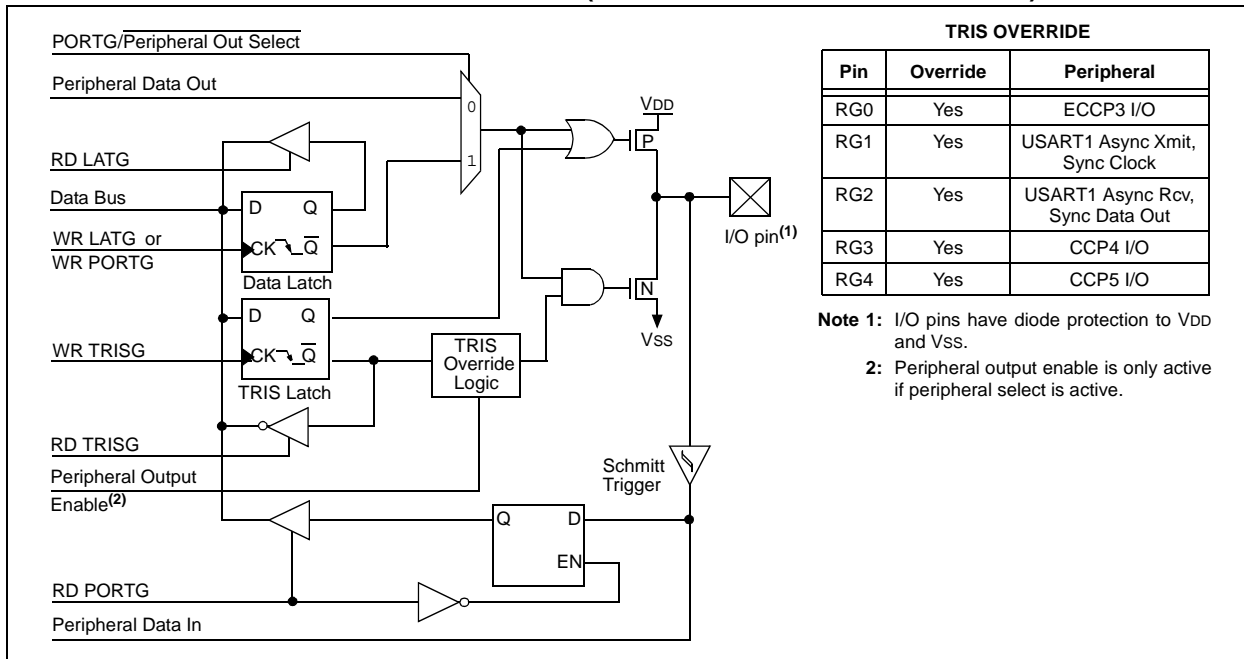 PORTG/Peripheral Out Select
Peripheral Data Out
RD LATG
Data Bus
WR LATG or
WR PORTG
D Q
CK Q
Data Latch
D Q
WR TRISG
CK Q
TRIS Latch
RD TRISG
Peripheral Output
Enable(2)
RD PORTG
Peripheral Data In
0
1
TRIS
Override
Logic
VDD
P
N
VSS
I/O pin(1)
Schmitt
Trigger
Q D
EN
TRIS OVERRIDE
Pin Override Peripheral
RG0 Yes ECCP3 I/O
RG1 Yes USART1 Async Xmit,
Sync Clock
RG2 Yes USART1 Async Rcv,
Sync Data Out
RG3 Yes CCP4 I/O
RG4 Yes CCP5 I/O
Note 1: I/O pins have diode protection to VDD
and VSS.
2: Peripheral output enable is only active
if peripheral select is active.